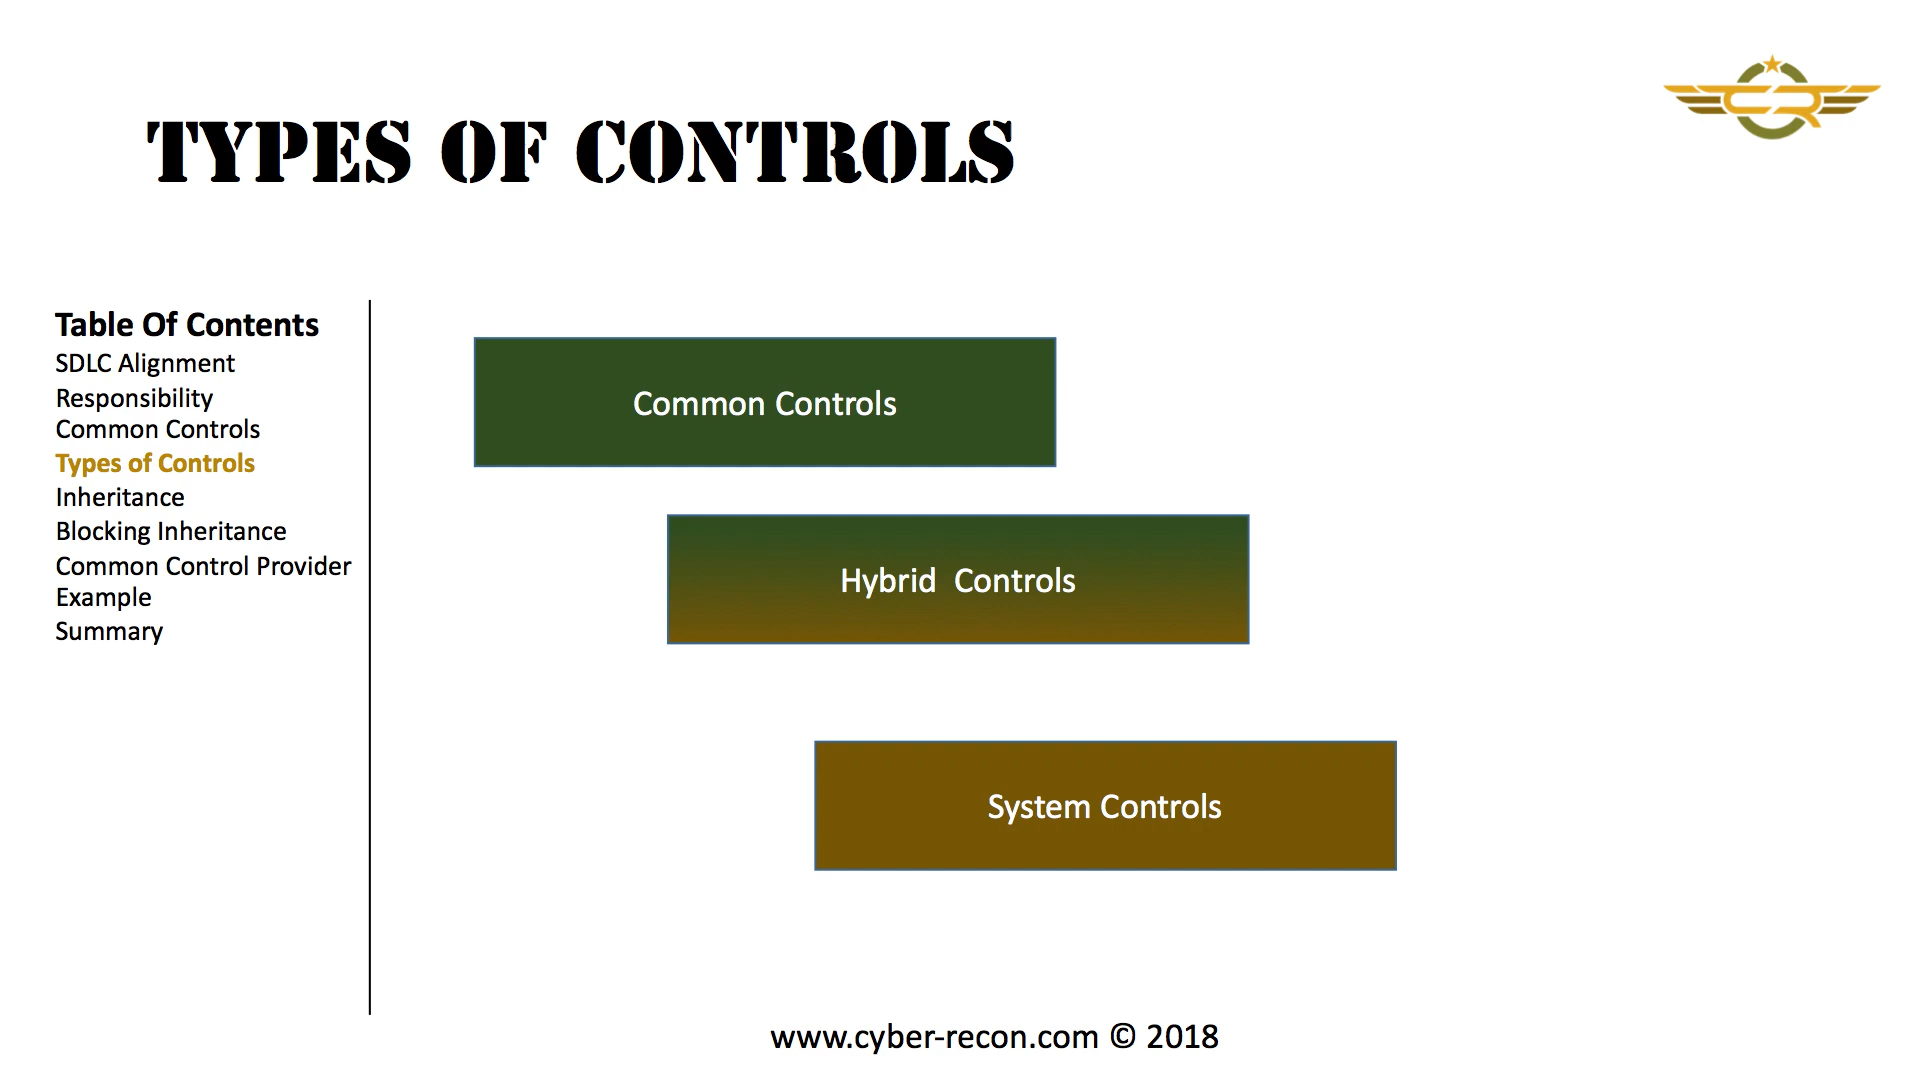 TYPES OF CONTROLS
CR
Table Of Contents
SDLC Alignment
Responsibility
Common Controls
Types of Controls
Inheritance
Blocking Inheritance
Common Control Provider
Example
Summary
Common Controls
Hybrid  Controls
System Controls
www.cyber-recon.com © 2018